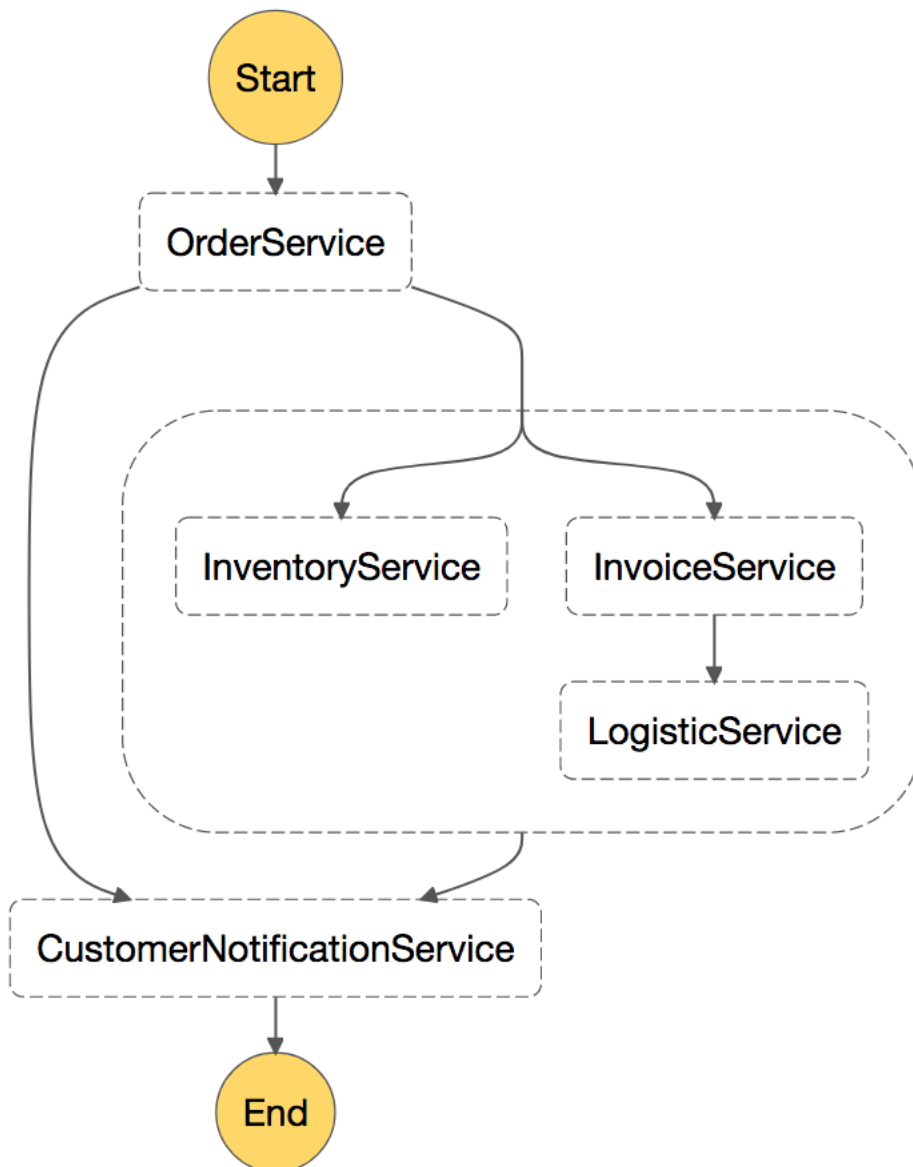 Start
OrderService
InventoryService
InvoiceService
LogisticService
CustomerNotificationService
End